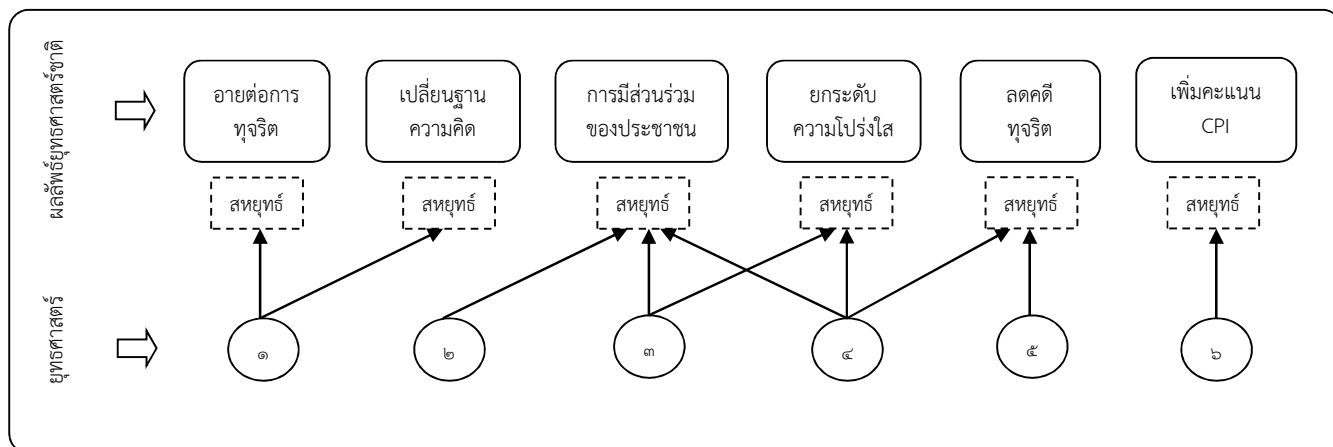 ผลลัพธ์ยุทธศาสตร์ชาติ
อายต่อการ
ทุจริต
เปลี่ยนฐาน
ความคิด
การมีส่วนร่วม
ของประชาชน
ยกระดับ
ความโปร่งใส
ลดคดี
ทุจริต
เพิ่มคะแนน
CPI
สหยุทธ์
สหยุทธ์
สหยุทธ์
สหยุทธ์
สหยุทธ์
สหยุทธ์
ยุทธศาสตร์
๑
๒
๓
๔
๕
๖